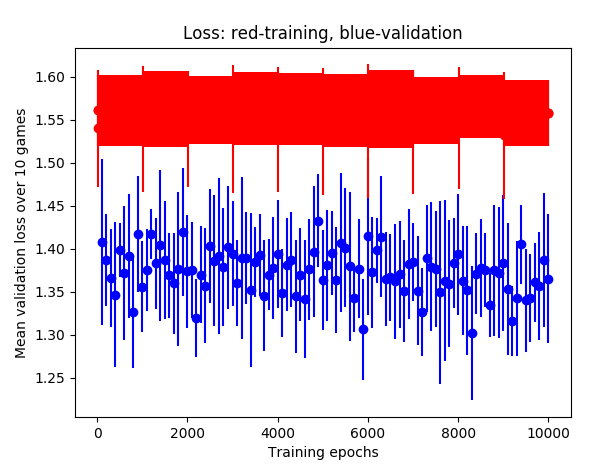 Loss: red-training, blue-validation
Mean validation loss over 10 games
1.60
1.55
1.50
1.45
1.40
1.35
1.30
1.25
0 2000 4000 6000 8000 10000
Training epochs